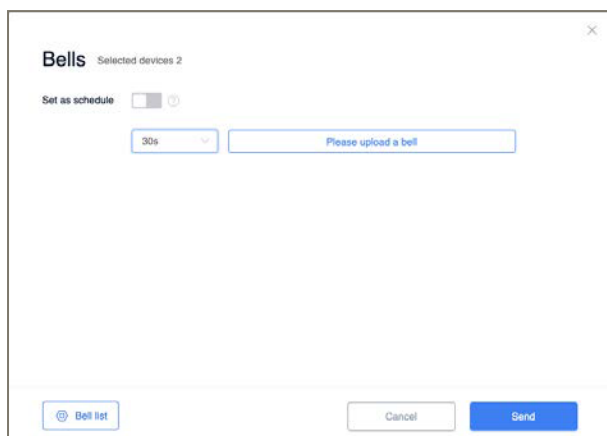 Bells Selected devices 2
Set as schedule
30s Please upload a bell
Bell list Cancel Send